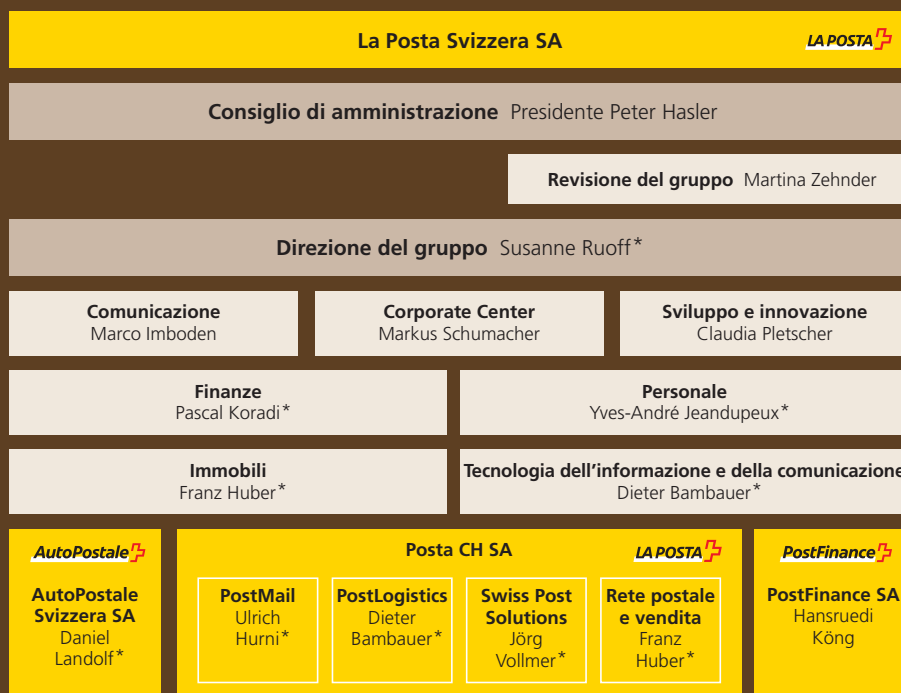 La Posta Svizzera SA LA POSTA
Consiglio di amministrazione Presidente Peter Hasler
Revisione del gruppo Martina Zehnder
Direzione del gruppo Susanne Ruoff*
Comunicazione
Marco Imboden
Corporate Center
Markus Schumacher
Sviluppo e innovazione
Claudia Pletscher
Finanze
Pascal Koradi*
Personale
Yves-André Jeandupeux*
Immobili
Franz Huber*
Tecnologia dell'informazione e della comunicazione
Dieter Bambauer*
AutoPostale
AutoPostale
Svizzera SA
Daniel
Landolf*
Posta CH SA LA POSTA
PostMail
Ulrich
Hurni*
PostLogistics
Dieter
Bambauer*
Swiss Post
Solutions
Jörg
Vollmer*
Rete postale
e vendita
Franz
Huber*
PostFinance
PostFinance SA
Hansruedi
Köng